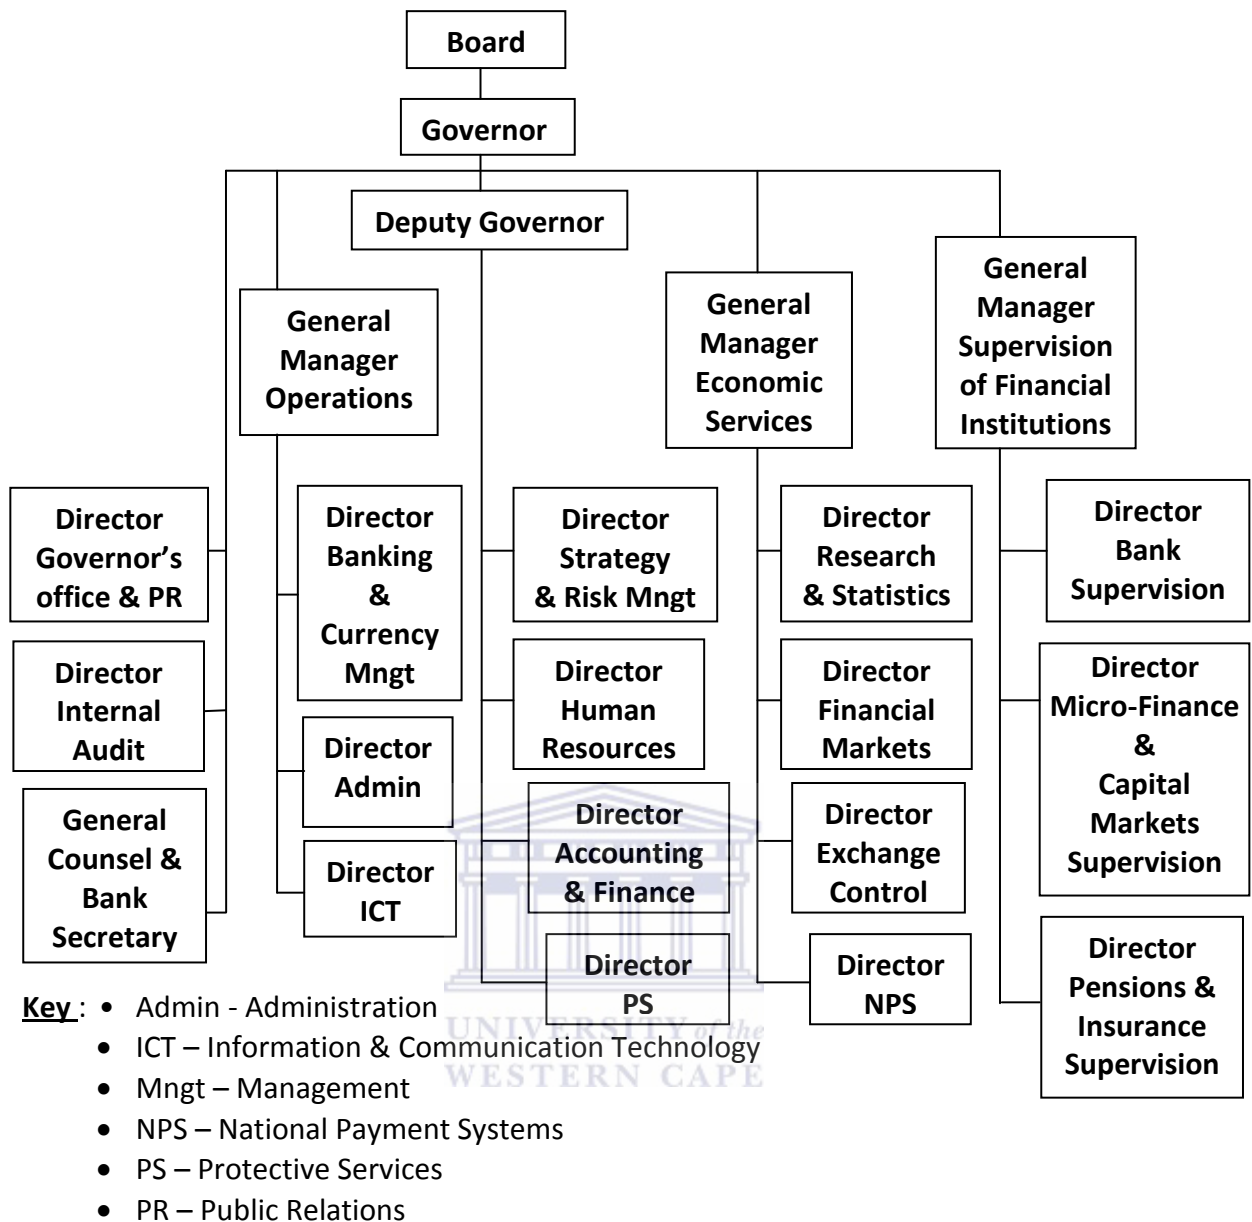 Board
Governor
Deputy Governor
General
Manager
Operations
General
Manager
Economic
Services
General
Manager
Supervision
of Financial
Institutions
Director
Governor’s
office & PR
Director
Internal
Audit
General
Counsel &
Bank
Secretary
Director
Banking
&
Currency
Mngt
Director
Admin
Director
ICT
Director
Strategy
& Risk Mngt
Director
Human
Resources
Director
Accounting
& Finance
Director
PS
Director
Research
& Statistics
Director
Financial
Markets
Director
Exchange
Control
Director
NPS
Director
Bank
Supervision
Director
Micro-Finance
&
Capital
Markets
Supervision
Director
Pensions &
Insurance
Supervision
Key : • Admin - Administration
• ICT – Information & Communication Technology
• Mngt – Management
• NPS – National Payment Systems
• PS – Protective Services
• PR – Public Relations
UNIVERSITY of the
WESTERN CAPE